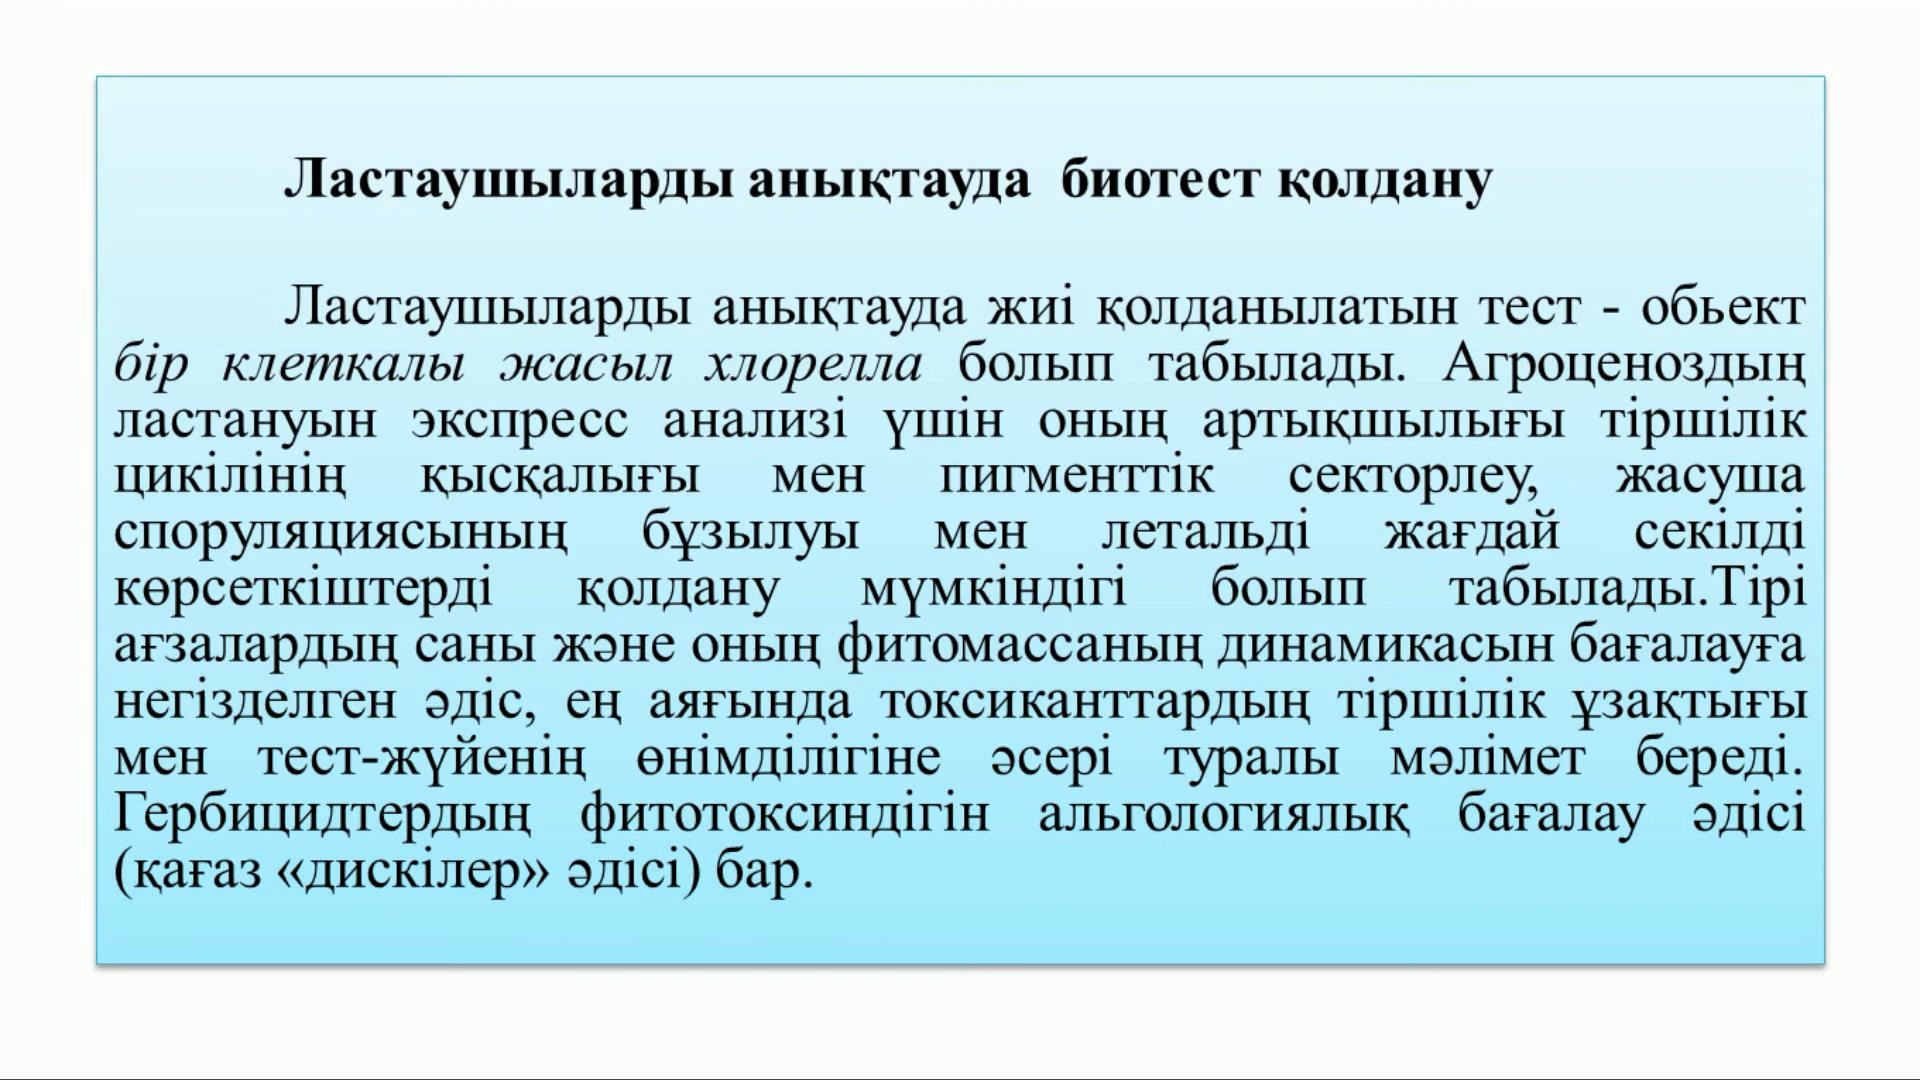 Ластаушыларды анықтауда биотест қолдану
Ластаушыларды анықтауда жиі қолданылатын тест - обьект
бір клеткалы жасыл хлорелла болып табылады. Агроценоздың
ластануын экспресс анализі үшін оның артықшылығы тіршілік
цикілінің қысқалығы мен пигменттік секторлеу, жасуша
споруляциясының бұзылуы мен летальді жағдай секілді
көрсеткіштерді қолдану мүмкіндігі болып табылады.Тірі
ағзалардың саны және оның фитомассаның динамикасын бағалауға
негізделген әдіс, ең аяғында токсиканттардың тіршілік ұзақтығы
мен тест-жүйенің өнімділігіне әсері туралы мәлімет береді.
Гербицидтердың фитотоксиндігін альгологиялық бағалау әдісі
(қағаз «дискілер» әдісі) бар.